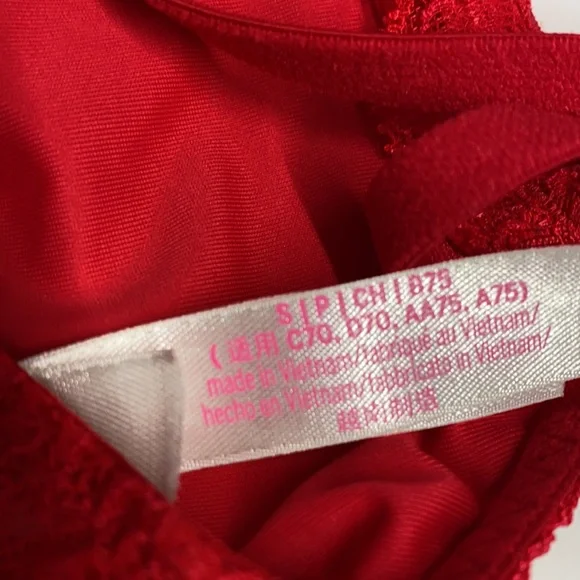 S | P | CH | B75
(适用 C70, D70, AA75, A75)
made in Vietnam/fabriqué au Vietnam/
hecho en Vietnam/fabbricato in Vietnam/
越南制造